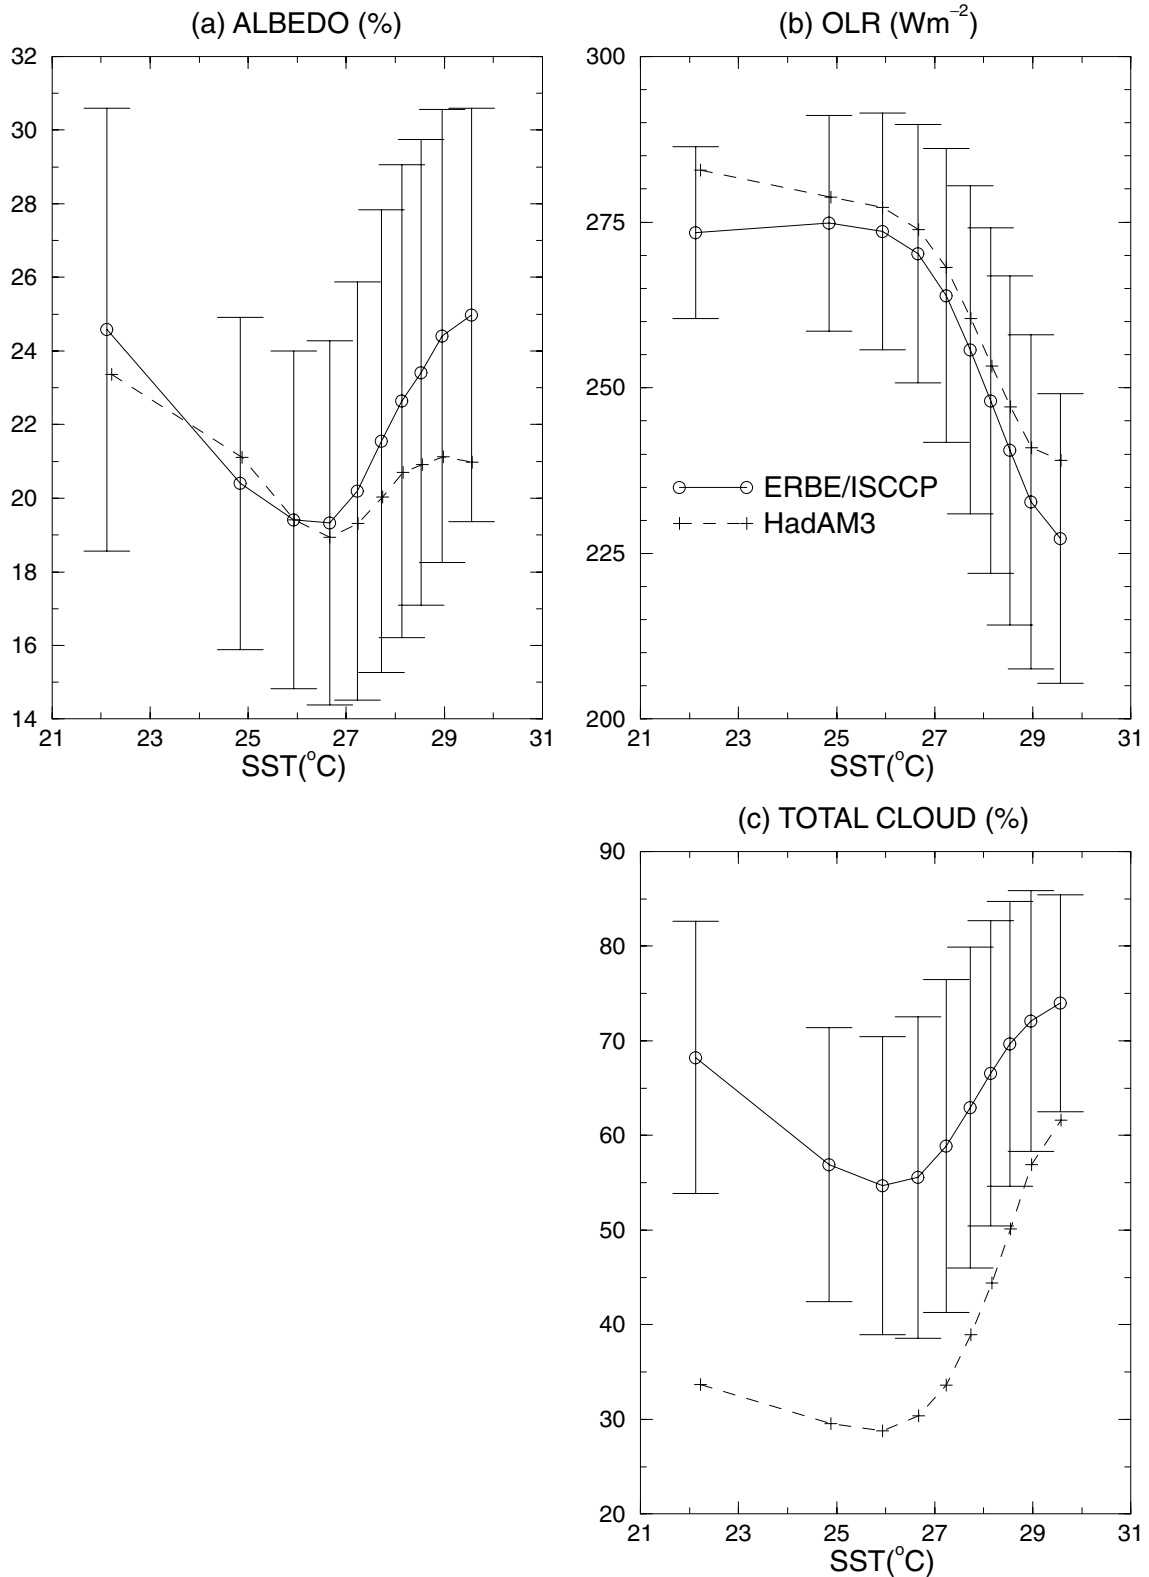 (a) ALBEDO (%)
32
30
28
26
24
22
20
18
16
14
21 23 25 27 29 31
SST(°C)
(b) OLR (Wm⁻²)
300
275
250
225
200
ERBE/ISCCP
HadAM3
21 23 25 27 29 31
SST(°C)
(c) TOTAL CLOUD (%)
90
80
70
60
50
40
30
20
21 23 25 27 29 31
SST(°C)